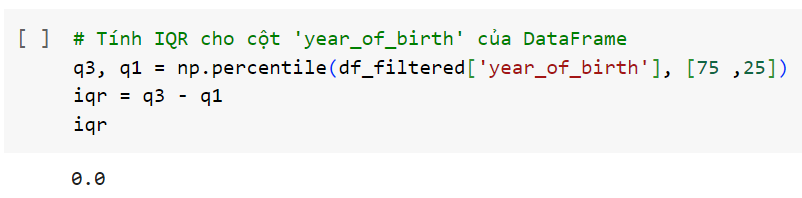 [ ] # Tính IQR cho cột 'year_of_birth' của DataFrame
q3, q1 = np.percentile(df_filtered['year_of_birth'], [75 ,25])
iqr = q3 - q1
iqr
0.0